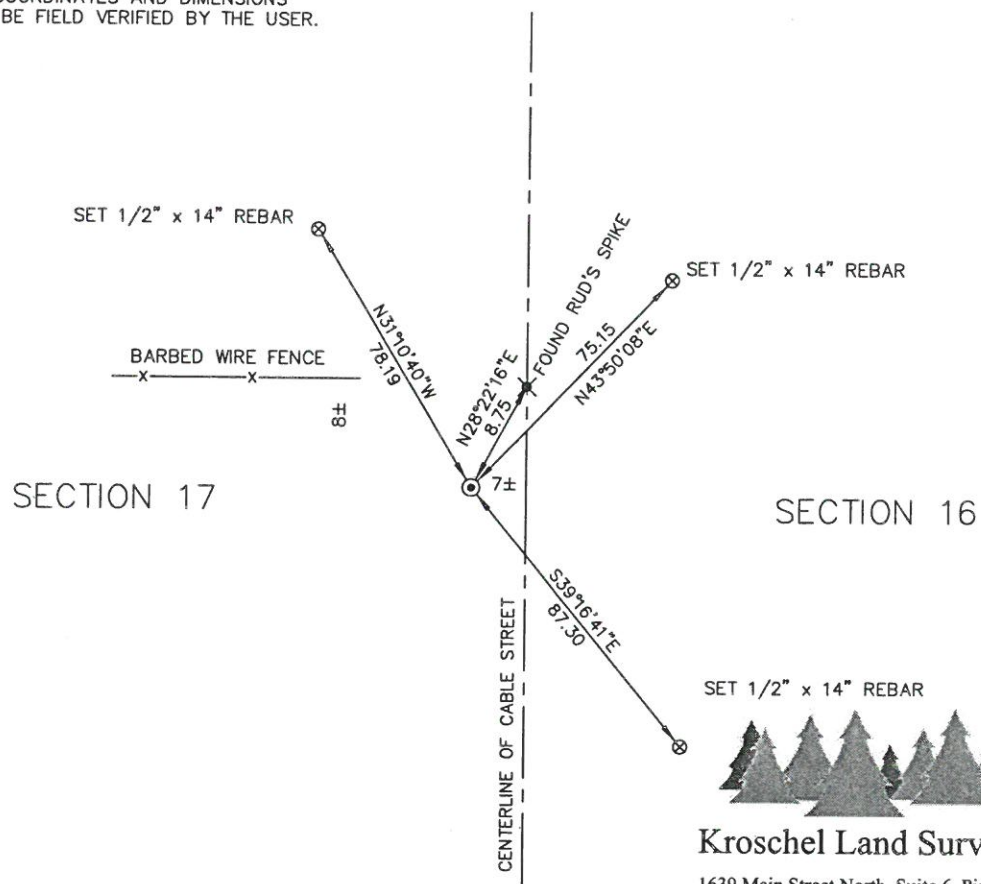 BE FIELD VERIFIED BY THE USER.
SET 1/2" x 14" REBAR
FOUND RUD'S SPIKE
SET 1/2" x 14" REBAR
N31°10'40"W
78.19
N28°22'16"E
8.75
75.15
N43°50'08"E
BARBED WIRE FENCE
x x
8±
7±
SECTION 17
SECTION 16
S39°16'41"E
87.30
CENTERLINE OF CABLE STREET
SET 1/2" x 14" REBAR
Kroschel Land Surv
1639 Main Street North, Suite 6